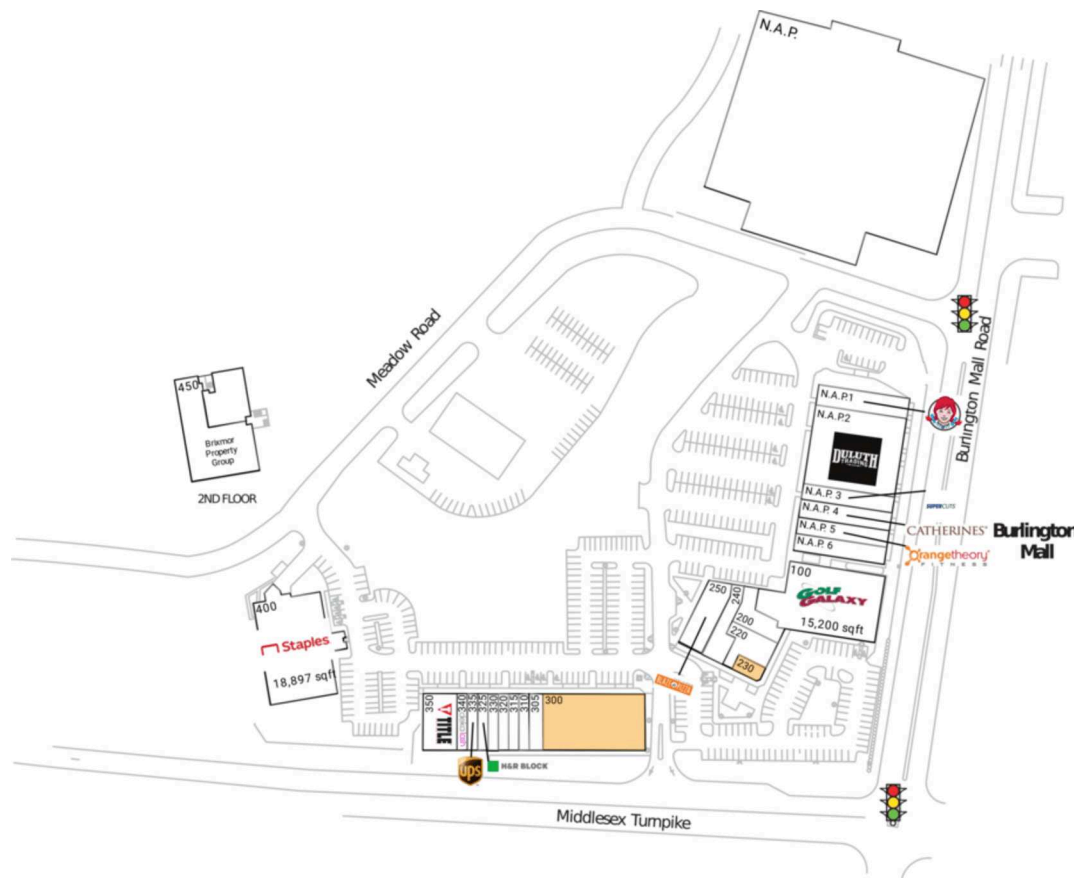 N.A.P.
Meadow Road
Burlington Mall Road
450
Brixmor
Property
Group
2ND FLOOR
N.A.P.1
N.A.P.2
DULUTH
TRADING
N.A.P. 3
N.A.P. 4
N.A.P. 5
N.A.P. 6
SUPERCUTS
CATHERINES
Orangetheory
FITNESS
Burlington
Mall
100
GOLF
GALAXY
15,200 sqft
250
240
200
220
230
400
Staples
18,897 sqft
350
TITLE
340
335
325
330
320
315
310
305
300
ups
H&R BLOCK
Middlesex Turnpike